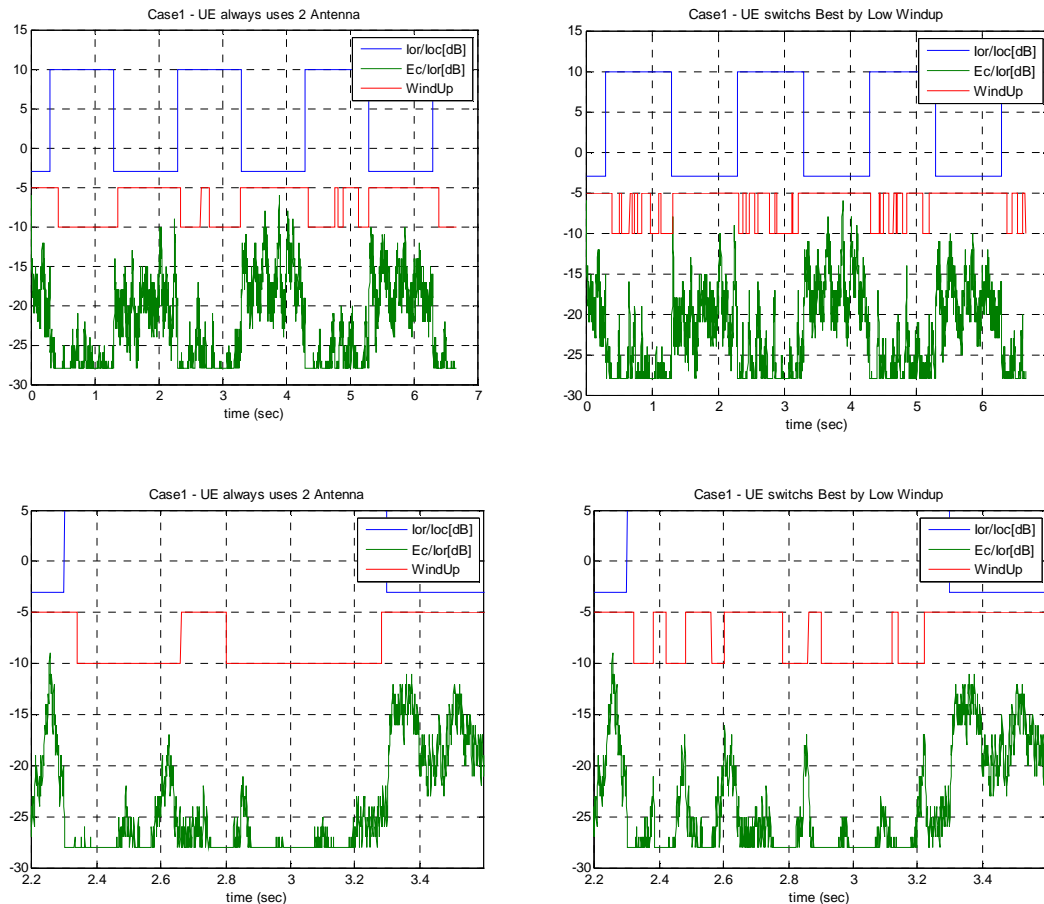 Case1 - UE always uses 2 Antenna
15
10
5
0
-5
-10
-15
-20
-25
-30
0 1 2 3 4 5 6 7
time (sec)
Ior/Ioc[dB]
Ec/Ior[dB]
WindUp
Case1 - UE switchs Best by Low Windup
15
10
5
0
-5
-10
-15
-20
-25
-30
0 1 2 3 4 5 6
time (sec)
Ior/Ioc[dB]
Ec/Ior[dB]
WindUp
Case1 - UE always uses 2 Antenna
5
0
-5
-10
-15
-20
-25
-30
2.2 2.4 2.6 2.8 3 3.2 3.4
time (sec)
Ior/Ioc[dB]
Ec/Ior[dB]
WindUp
Case1 - UE switchs Best by Low Windup
5
0
-5
-10
-15
-20
-25
-30
2.2 2.4 2.6 2.8 3 3.2 3.4
time (sec)
Ior/Ioc[dB]
Ec/Ior[dB]
WindUp